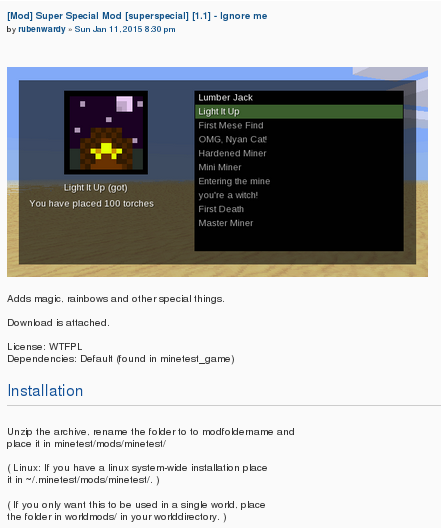 [Mod] Super Special Mod [superspecial] [1.1] - Ignore me
by rubenwardy » Sun Jan 11, 2015 8:30 pm
Lumber Jack
Light It Up
First Mese Find
OMG, Nyan Cat!
Hardened Miner
Mini Miner
Entering the mine
you're a witch!
First Death
Master Miner
Light It Up (got)
You have placed 100 torches
Adds magic, rainbows and other special things.
Download is attached.
License: WTFPL
Dependencies: Default (found in minetest_game)
Installation
Unzip the archive, rename the folder to to modfoldername and
place it in minetest/mods/minetest/
( Linux: If you have a linux system-wide installation place
it in ~/.minetest/mods/minetest/. )
( If you only want this to be used in a single world, place
the folder in worldmods/ in your worlddirectory. )